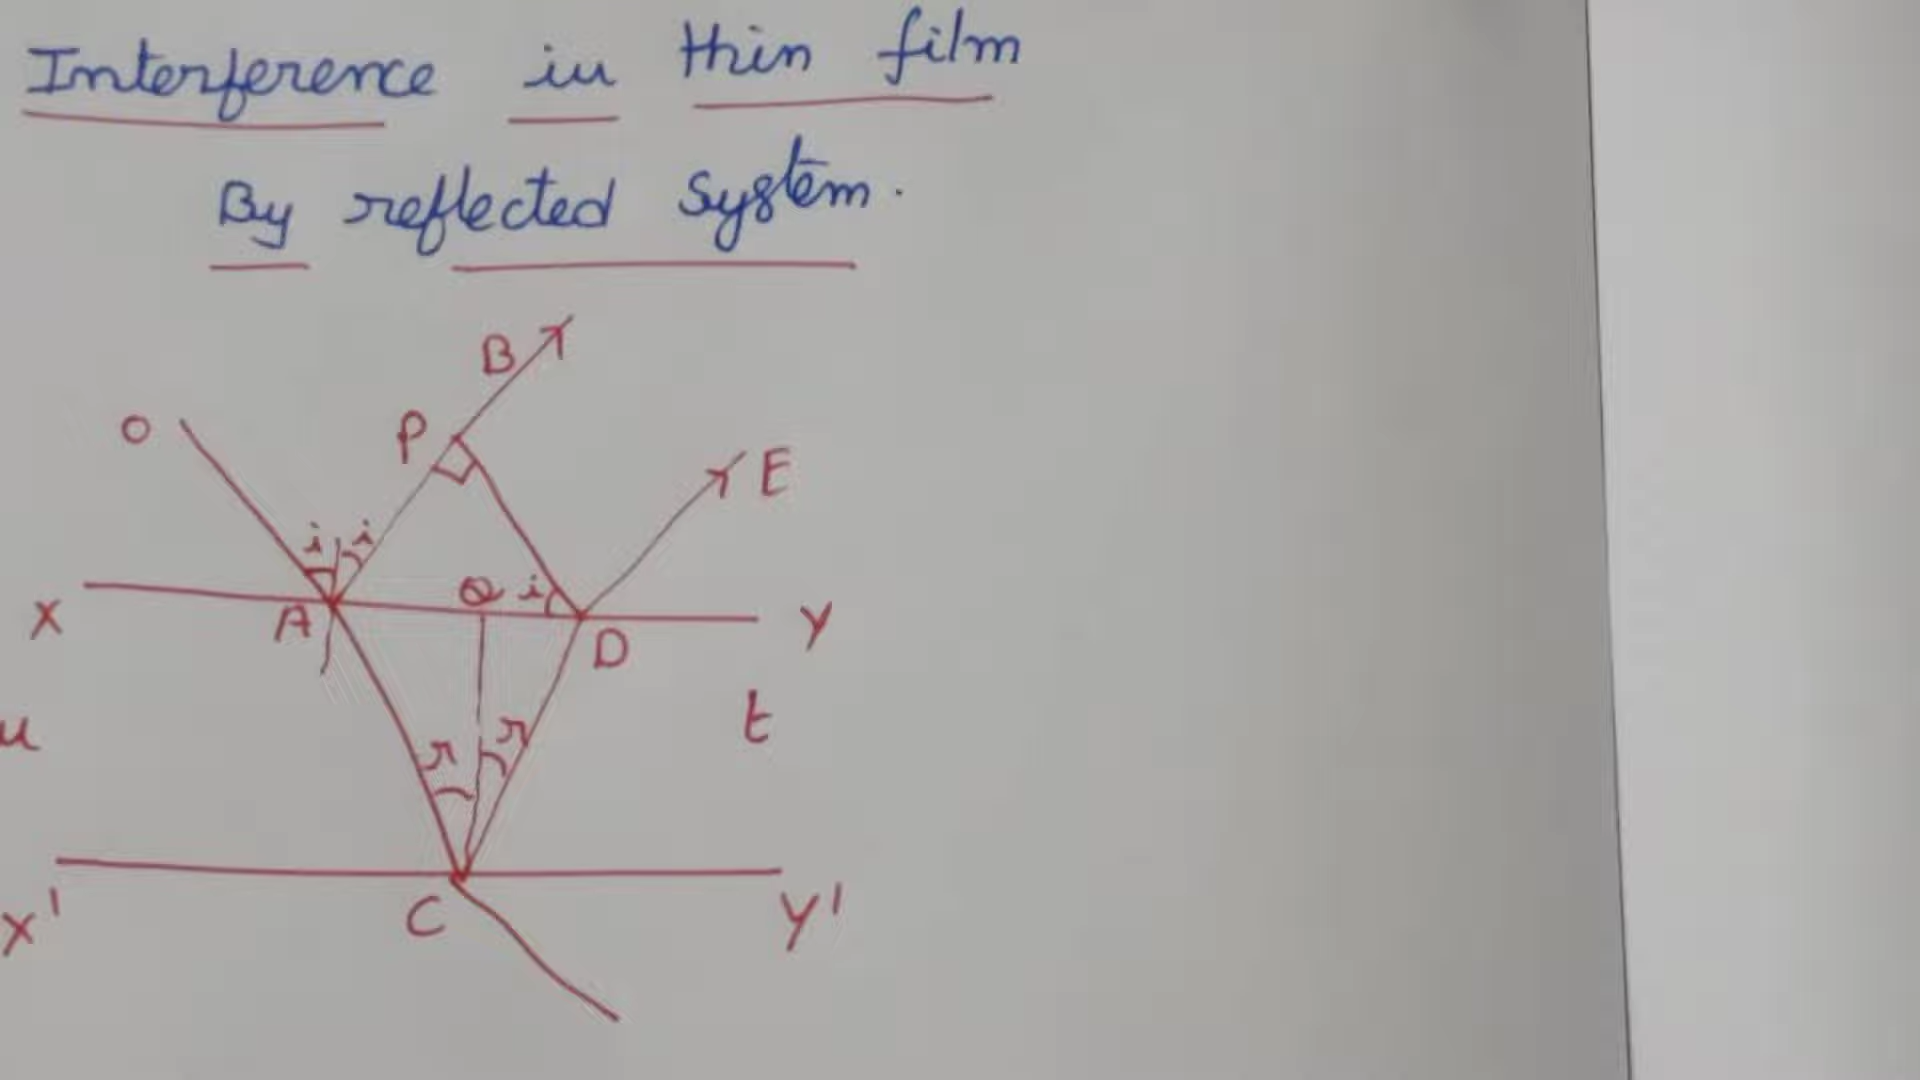 Interference in thin film
By reflected system.
B
O P
E
i i
Q i
X A D Y
u t
r r
X' C Y'